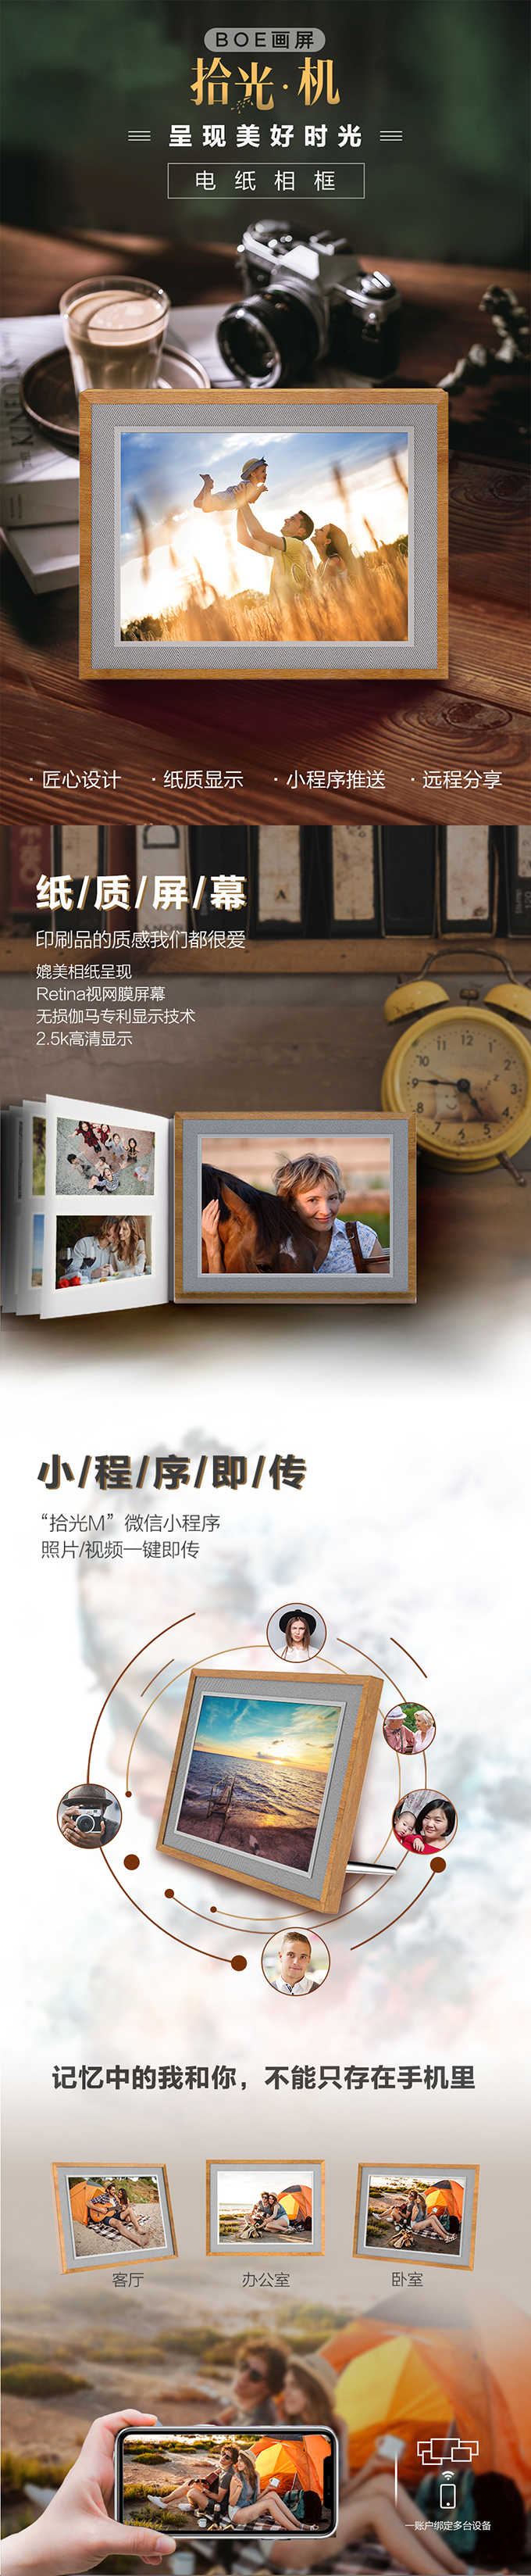 BOE画屏
拾光·机
呈现美好时光
电纸相框
· 匠心设计 · 纸质显示 · 小程序推送 · 远程分享
纸/质/屏/幕
印刷品的质感我们都很爱
媲美相纸呈现
Retina视网膜屏幕
无损伽马专利显示技术
2.5k高清显示
小/程/序/即/传
“拾光M”微信小程序
照片/视频一键即传
记忆中的我和你，不能只存在手机里
客厅 办公室 卧室
一账户绑定多台设备